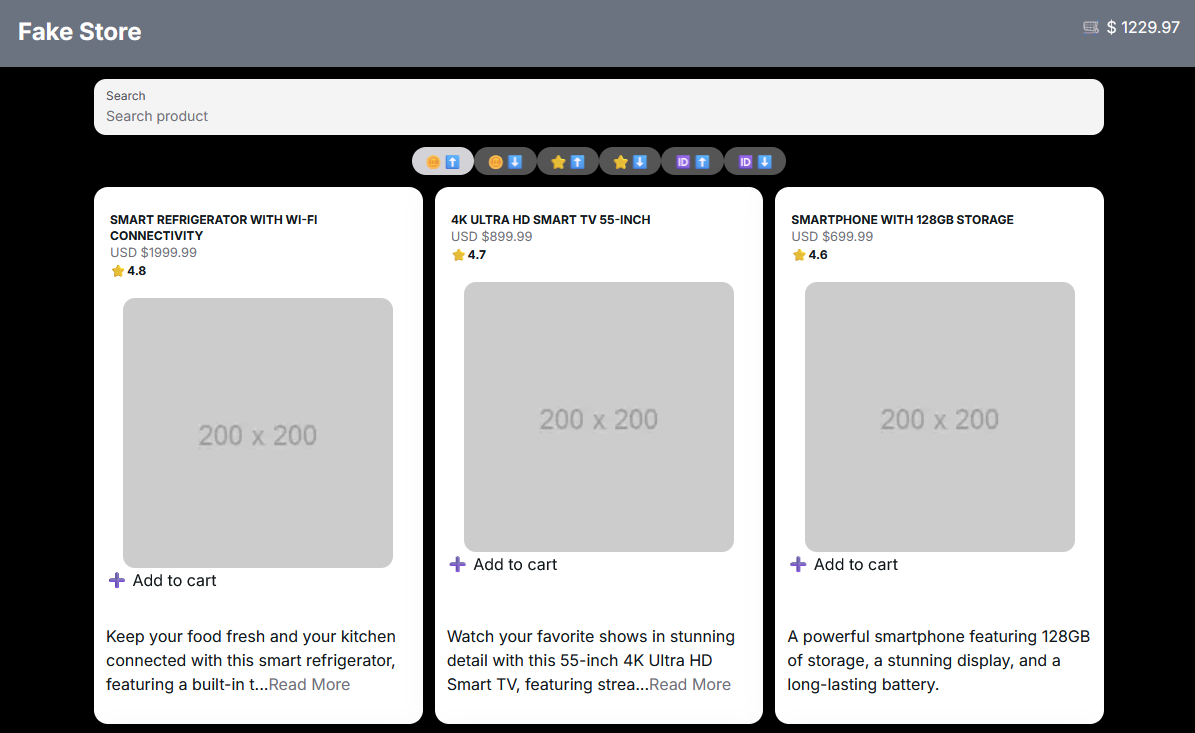 Fake Store
$ 1229.97
Search
Search product
🪙⬆️ 🪙⬇️ ⭐⬆️ ⭐⬇️ 🆔⬆️ 🆔⬇️
SMART REFRIGERATOR WITH WI-FI
CONNECTIVITY
USD $1999.99
⭐4.8
200 x 200
➕ Add to cart
Keep your food fresh and your kitchen
connected with this smart refrigerator,
featuring a built-in t...Read More
4K ULTRA HD SMART TV 55-INCH
USD $899.99
⭐4.7
200 x 200
➕ Add to cart
Watch your favorite shows in stunning
detail with this 55-inch 4K Ultra HD
Smart TV, featuring strea...Read More
SMARTPHONE WITH 128GB STORAGE
USD $699.99
⭐4.6
200 x 200
➕ Add to cart
A powerful smartphone featuring 128GB
of storage, a stunning display, and a
long-lasting battery.